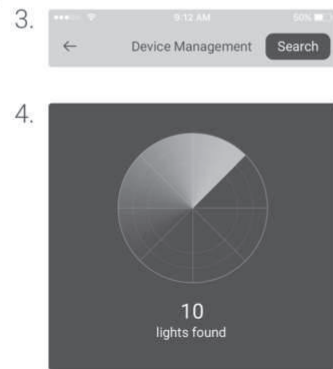 3.
9:12 AM 50%
← Device Management Search
4.
10
lights found